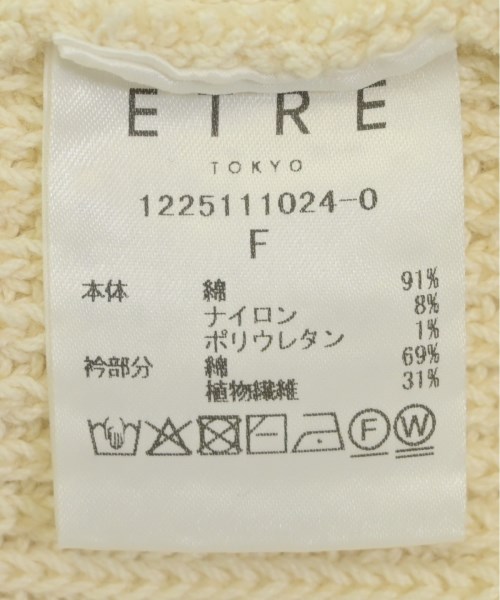 ETRÉ
TOKYO
1225111024-0
F
本体 綿 91%
ナイロン 8%
ポリウレタン 1%
衿部分 綿 69%
植物繊維 31%
F W